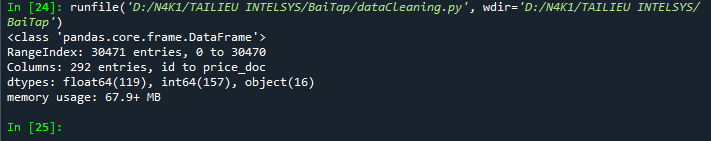 In [24]: runfile('D:/N4K1/TAILIEU INTELSYS/BaiTap/dataCleaning.py', wdir='D:/N4K1/TAILIEU INTELSYS/
BaiTap')
<class 'pandas.core.frame.DataFrame'>
RangeIndex: 30471 entries, 0 to 30470
Columns: 292 entries, id to price_doc
dtypes: float64(119), int64(157), object(16)
memory usage: 67.9+ MB
In [25]: